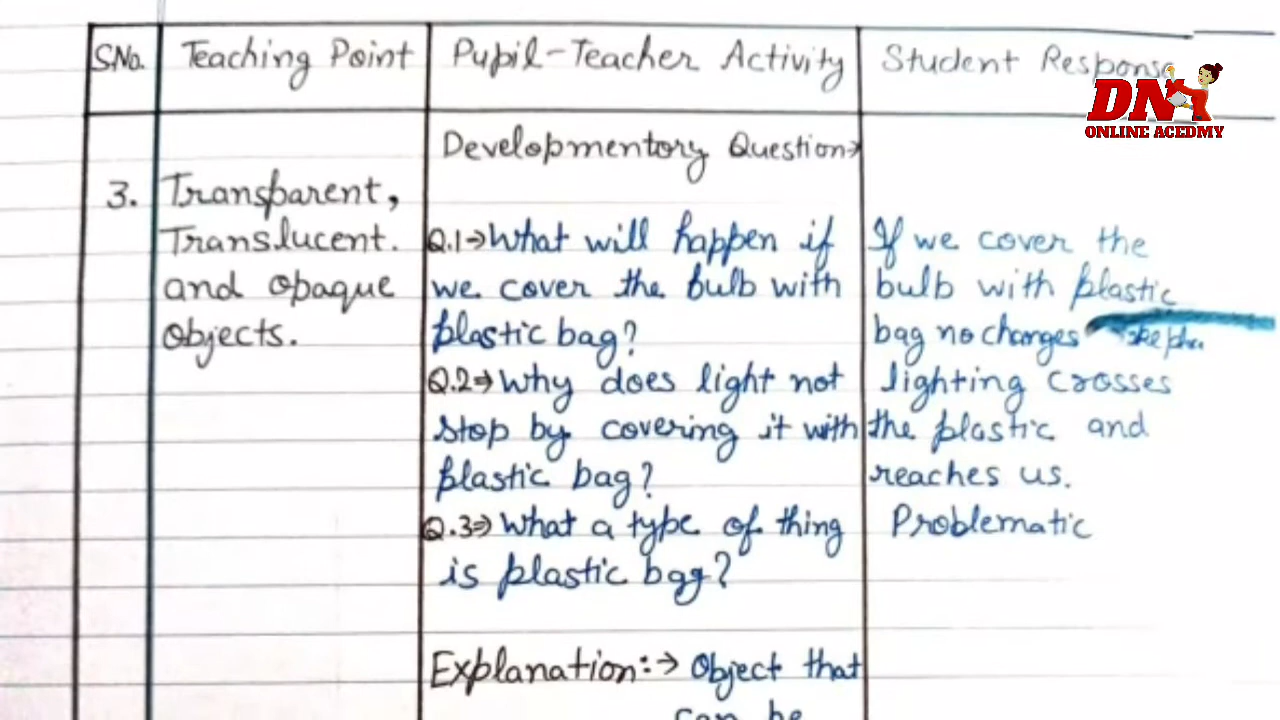 SNo. Teaching Point Pupil-Teacher Activity Student Response
DN
ONLINE ACEDMY
Developmentory Question→
3. Transparent,
Translucent.
and opaque
Objects.
Q.1→What will happen if
we cover the bulb with
plastic bag?
Q.2⇒Why does light not
stop by covering it with
plastic bag?
Q.3⇒What a type of thing
is plastic bag?
Explanation:→ Object that
can be
If we cover the
bulb with plastic
bag no changes
lighting crosses
the plastic and
reaches us.
Problematic